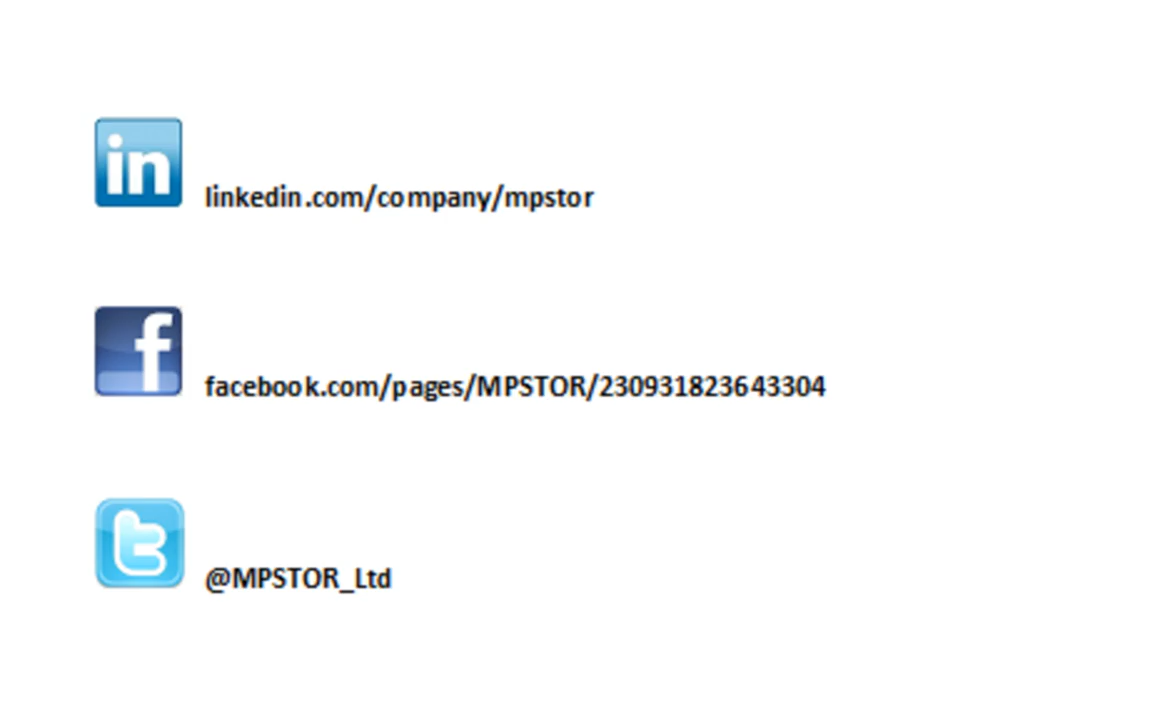 in
linkedin.com/company/mpstor
f
facebook.com/pages/MPSTOR/230931823643304
t
@MPSTOR_Ltd